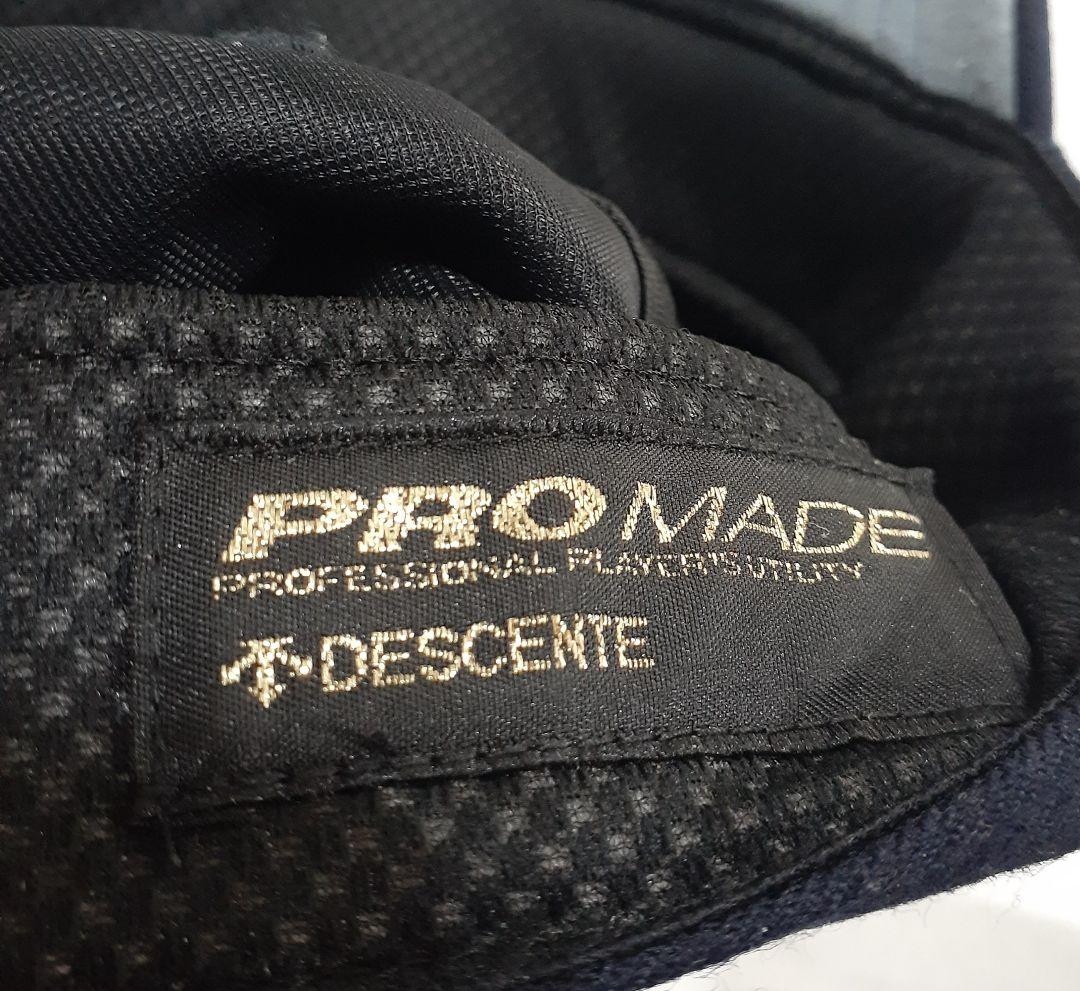 PROMADE
PROFESSIONAL PLAYER'S UTILITY
DESCENTE